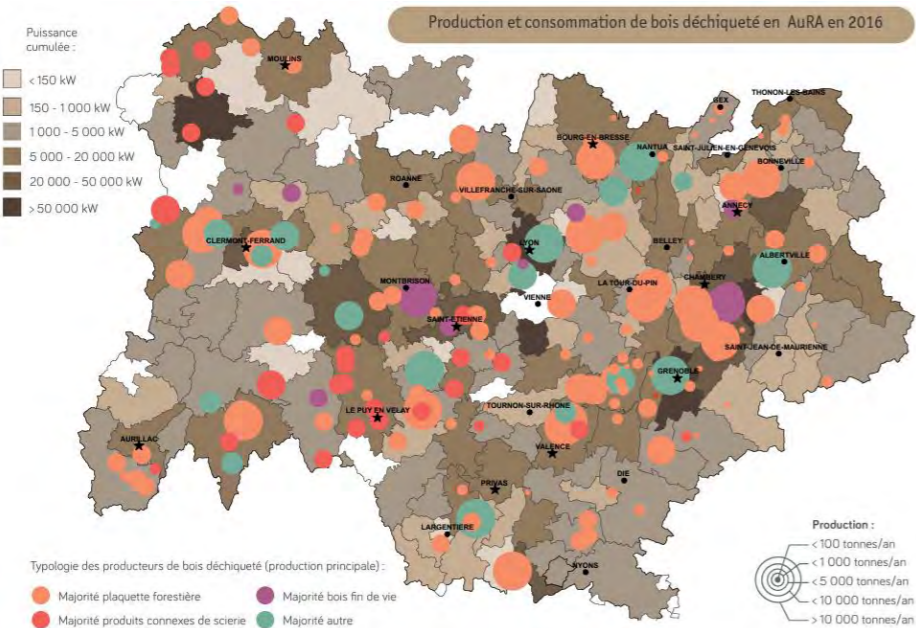 Production et consommation de bois déchiqueté en AuRA en 2016
Puissance
cumulée :
< 150 kW
150 - 1 000 kW
1 000 - 5 000 kW
5 000 - 20 000 kW
20 000 - 50 000 kW
> 50 000 kW
MOULINS
THONON-LES-BAINS
GEX
BOURG-EN-BRESSE
NANTUA
SAINT-JULIEN-EN-GENEVOIS
BONNEVILLE
ROANNE
VILLEFRANCHE-SUR-SAONE
ANNECY
CLERMONT-FERRAND
LYON
BELLEY
ALBERTVILLE
MONTBRISON
LA TOUR-DU-PIN
CHAMBERY
VIENNE
SAINT-ETIENNE
SAINT-JEAN-DE-MAURIENNE
GRENOBLE
LE PUY EN VELAY
TOURNON-SUR-RHONE
AURILLAC
VALENCE
DIE
PRIVAS
LARGENTIERE
NYONS
Typologie des producteurs de bois déchiqueté (production principale) :
Majorité plaquette forestière
Majorité bois fin de vie
Majorité produits connexes de scierie
Majorité autre
Production :
< 100 tonnes/an
< 1 000 tonnes/an
< 5 000 tonnes/an
< 10 000 tonnes/an
> 10 000 tonnes/an